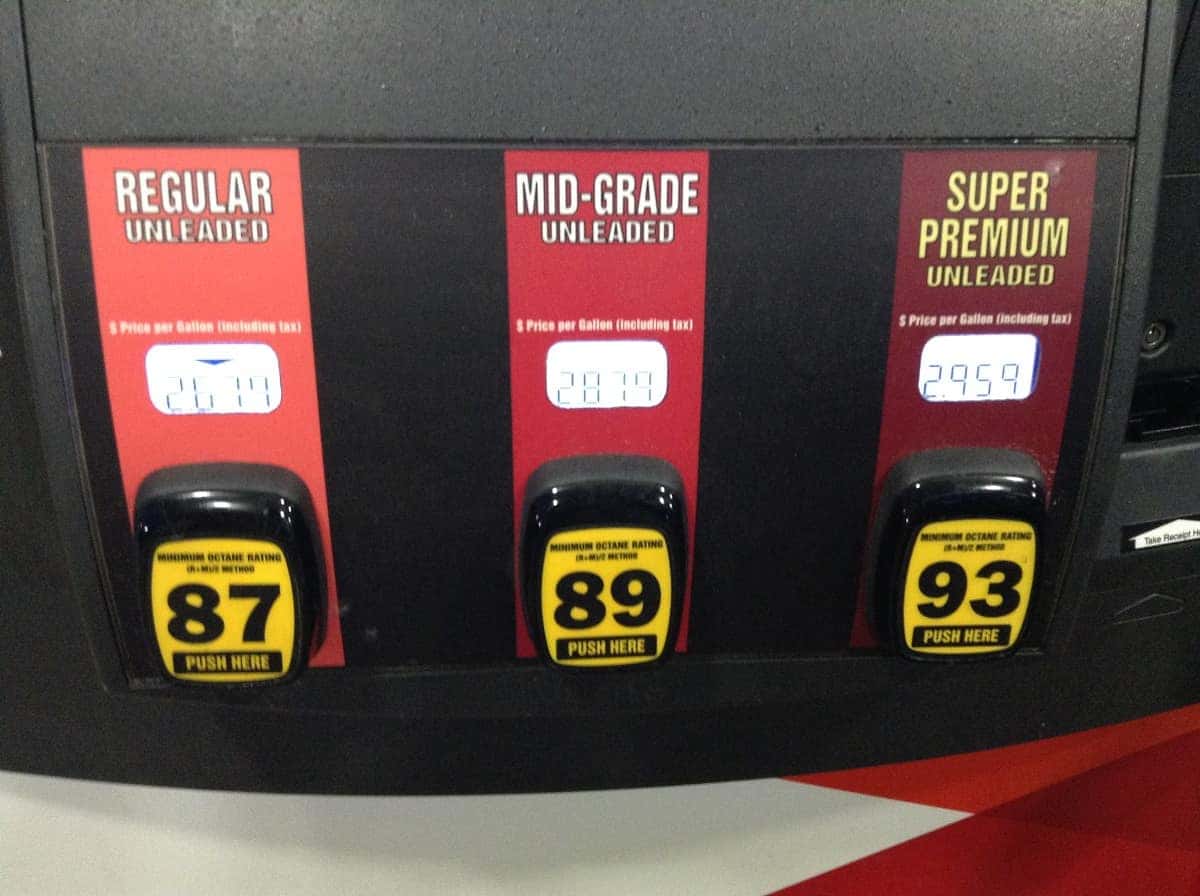 REGULAR
UNLEADED
$ Price per Gallon (including tax)
87
MINIMUM OCTANE RATING
(R+M)/2 METHOD
PUSH HERE
MID-GRADE
UNLEADED
$ Price per Gallon (including tax)
2879
MINIMUM OCTANE RATING
(R+M)/2 METHOD
89
PUSH HERE
SUPER
PREMIUM
UNLEADED
$ Price per Gallon (including tax)
2.959
MINIMUM OCTANE RATING
(R+M)/2 METHOD
93
PUSH HERE
Take Receipt